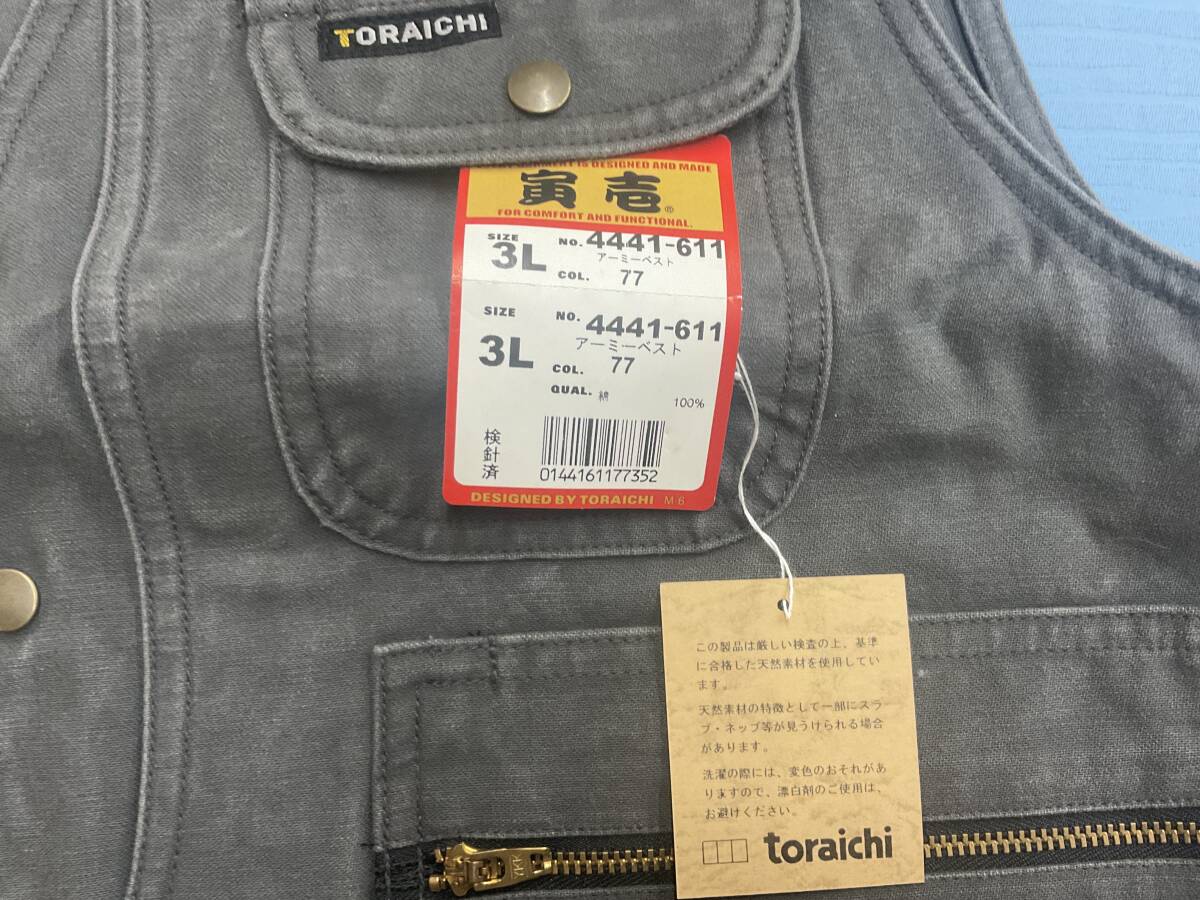 TORAICHI
GARMENT IS DESIGNED AND MADE
寅壱®
FOR COMFORT AND FUNCTIONAL.
SIZE
3L
NO. 4441-611
アーミーベスト
COL. 77
SIZE
3L
NO. 4441-611
アーミーベスト
COL. 77
QUAL. 綿 100%
検針済
0144161177352
DESIGNED BY TORAICHI M 6
この製品は厳しい検査の上、基準
に合格した天然素材を使用してい
ます。
天然素材の特徴として一部にスラ
ブ・ネップ等が見うけられる場合
があります。
洗濯の際には、変色のおそれがあ
りますので、漂白剤のご使用は、
お避けください。
toraichi